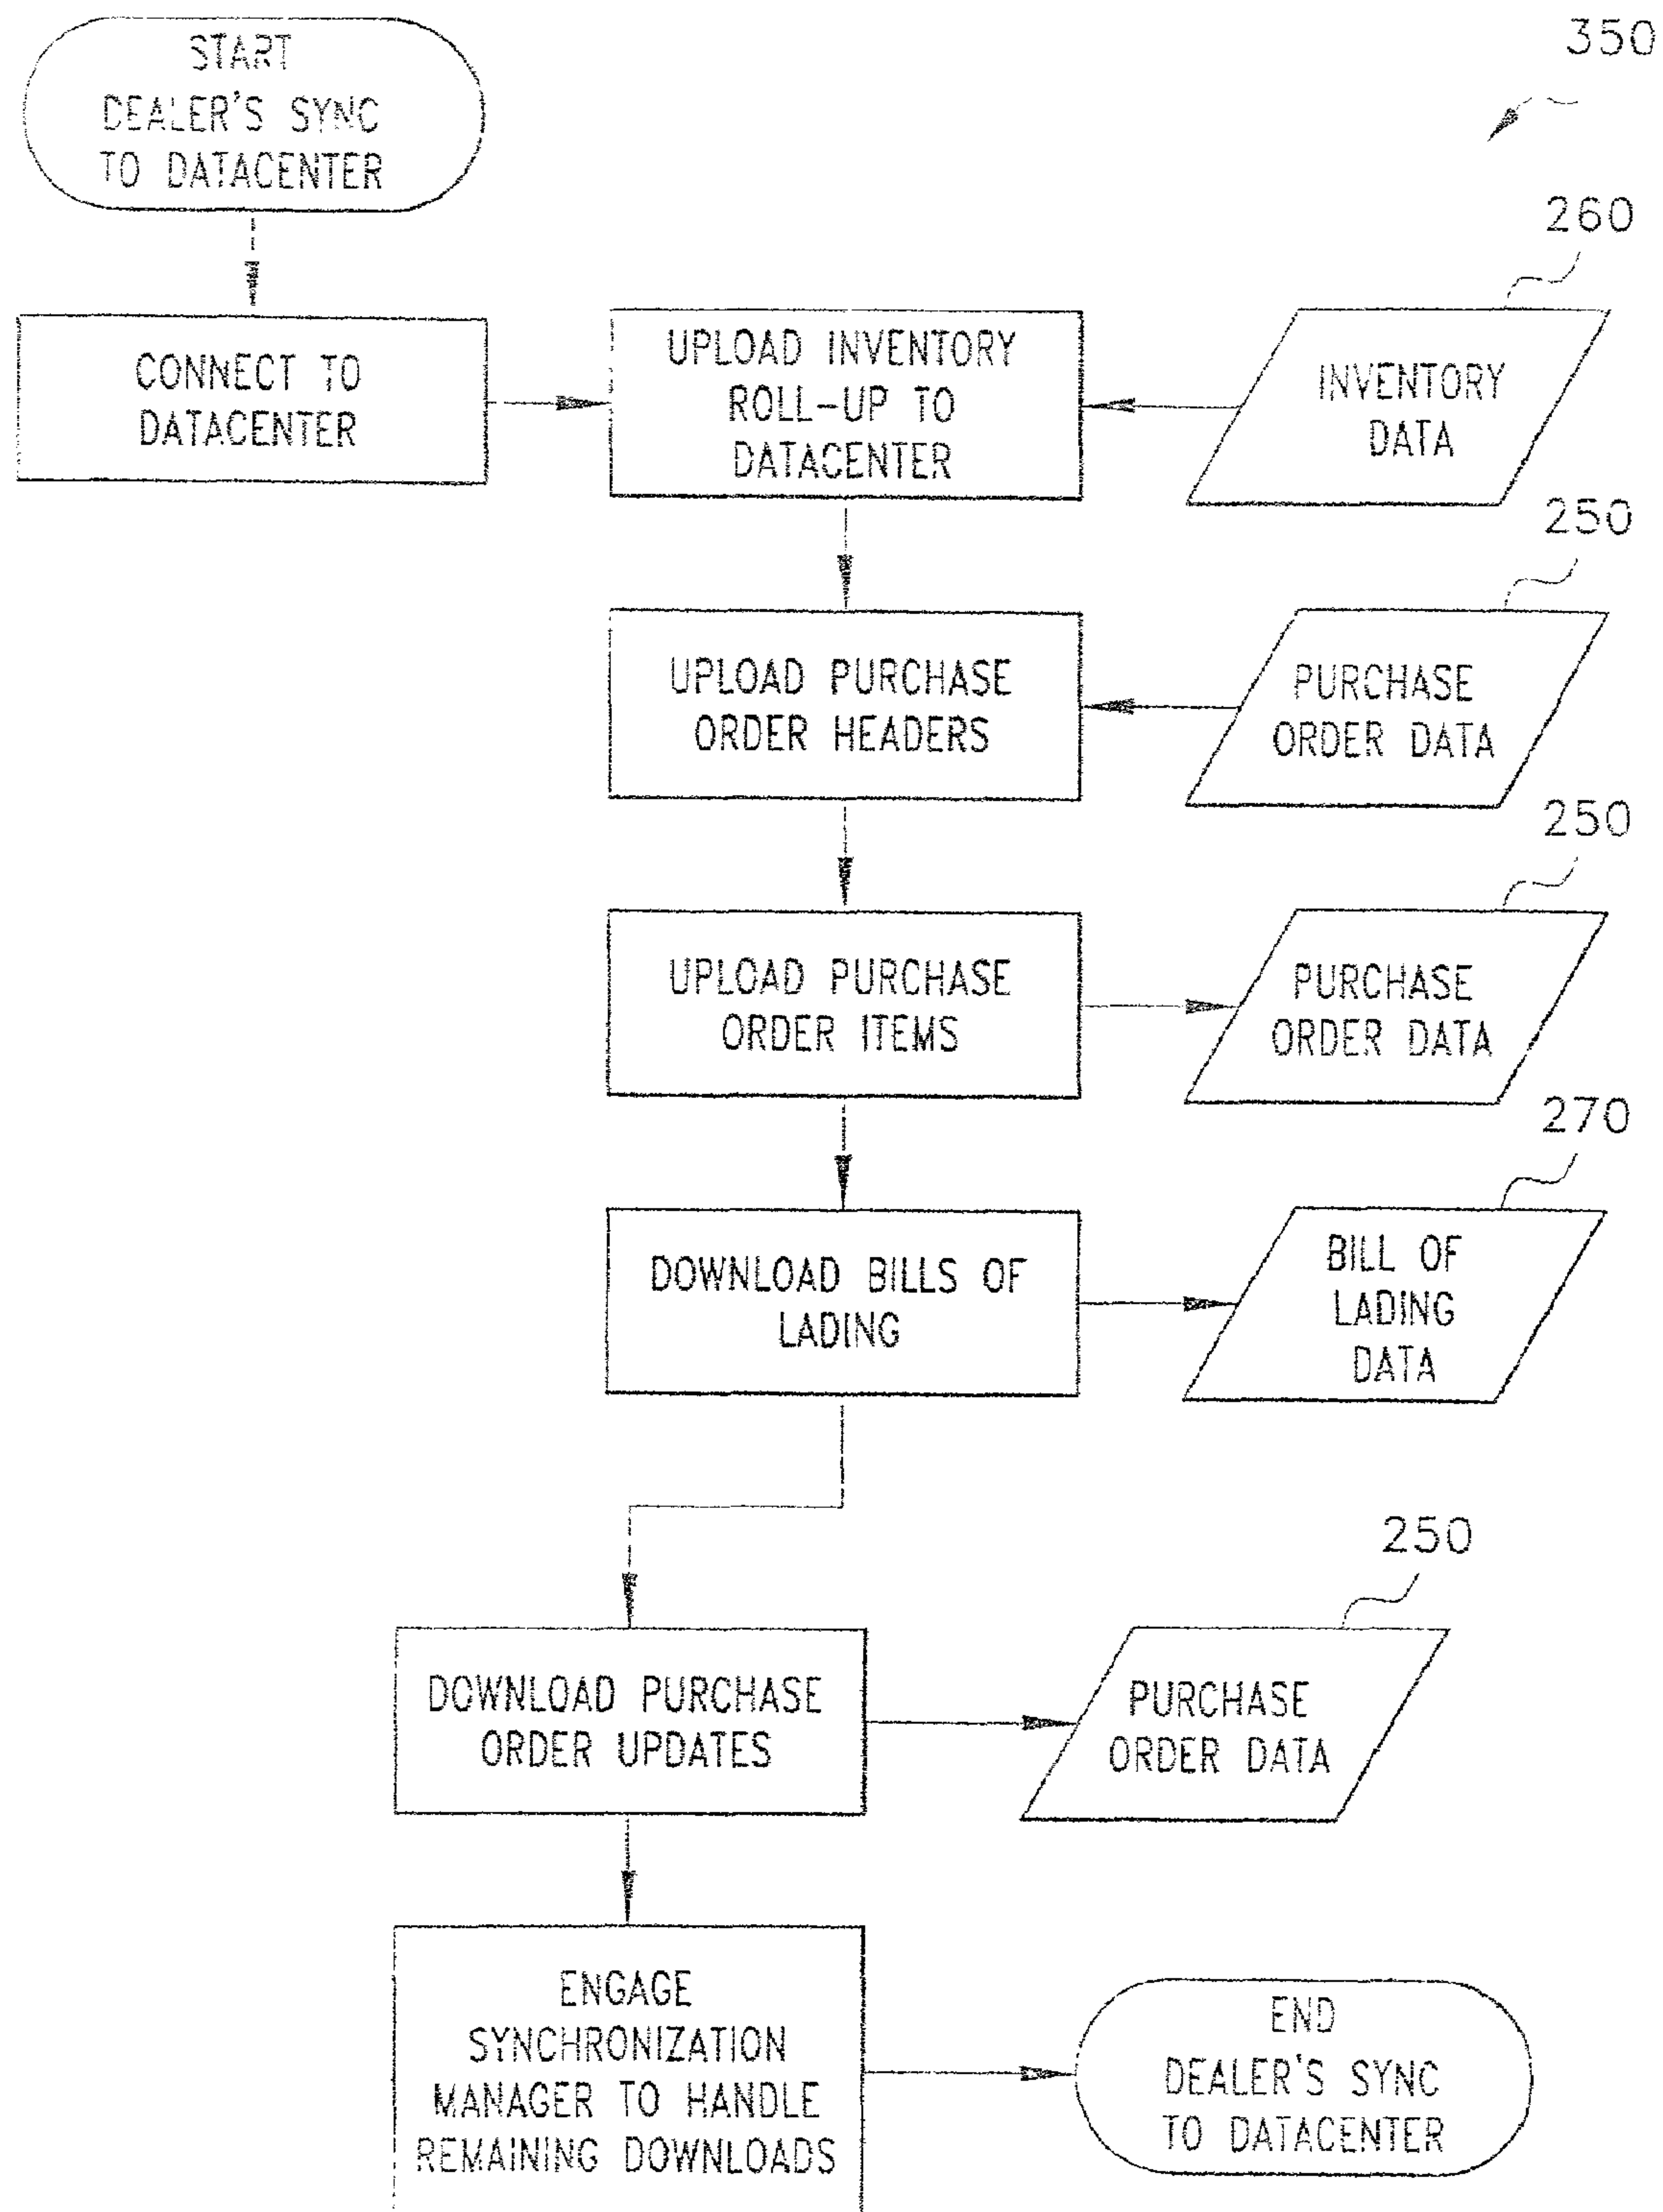 350
START
DEALER'S SYNC
TO DATACENTER
260
CONNECT TO
DATACENTER
UPLOAD INVENTORY
ROLL-UP TO
DATACENTER
INVENTORY
DATA
250
UPLOAD PURCHASE
ORDER HEADERS
PURCHASE
ORDER DATA
250
UPLOAD PURCHASE
ORDER ITEMS
PURCHASE
ORDER DATA
270
DOWNLOAD BILLS OF
LADING
BILL OF
LADING
DATA
250
DOWNLOAD PURCHASE
ORDER UPDATES
PURCHASE
ORDER DATA
ENGAGE
SYNCHRONIZATION
MANAGER TO HANDLE
REMAINING DOWNLOADS
END
DEALER'S SYNC
TO DATACENTER